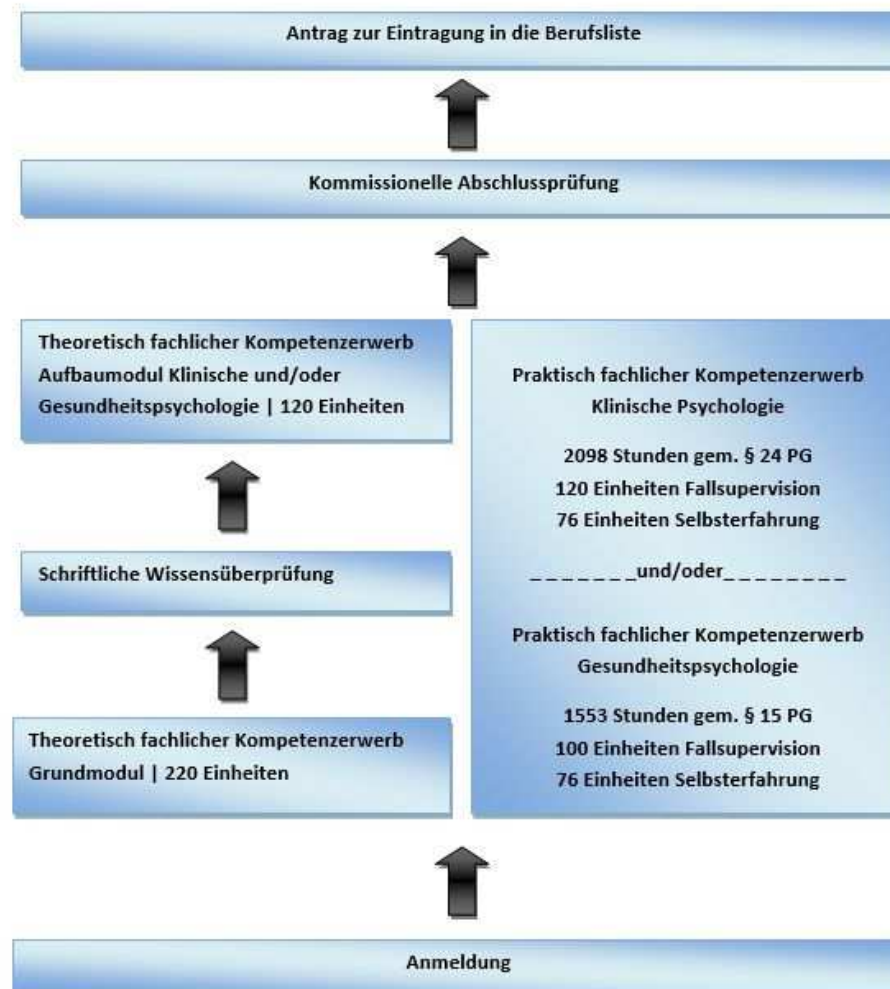 Antrag zur Eintragung in die Berufsliste
Kommissionelle Abschlussprüfung
Theoretisch fachlicher Kompetenzerwerb
Aufbaumodul Klinische und/oder
Gesundheitspsychologie | 120 Einheiten
Schriftliche Wissensüberprüfung
Theoretisch fachlicher Kompetenzerwerb
Grundmodul | 220 Einheiten
Praktisch fachlicher Kompetenzerwerb
Klinische Psychologie
2098 Stunden gem. § 24 PG
120 Einheiten Fallsupervision
76 Einheiten Selbsterfahrung
_ _ _ _ _ _ _und/oder_ _ _ _ _ _ _ _
Praktisch fachlicher Kompetenzerwerb
Gesundheitspsychologie
1553 Stunden gem. § 15 PG
100 Einheiten Fallsupervision
76 Einheiten Selbsterfahrung
Anmeldung